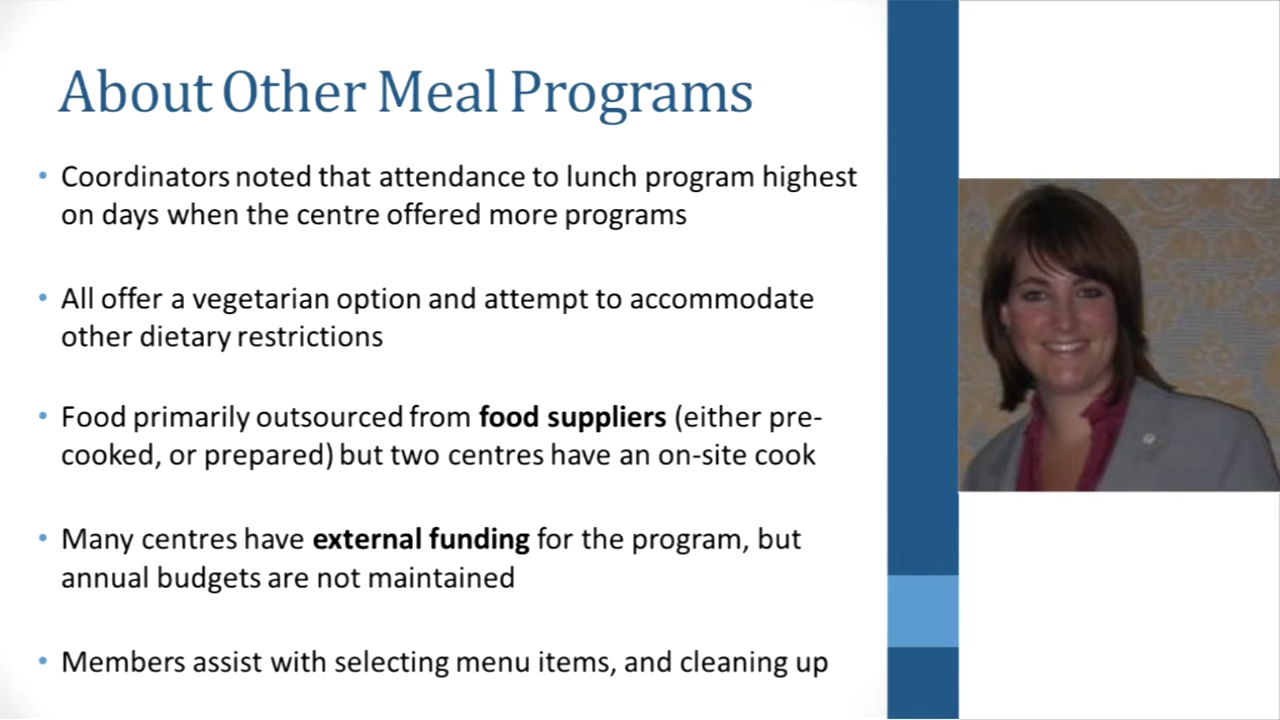 About Other Meal Programs
• Coordinators noted that attendance to lunch program highest
on days when the centre offered more programs
• All offer a vegetarian option and attempt to accommodate
other dietary restrictions
• Food primarily outsourced from food suppliers (either pre-
cooked, or prepared) but two centres have an on-site cook
• Many centres have external funding for the program, but
annual budgets are not maintained
• Members assist with selecting menu items, and cleaning up